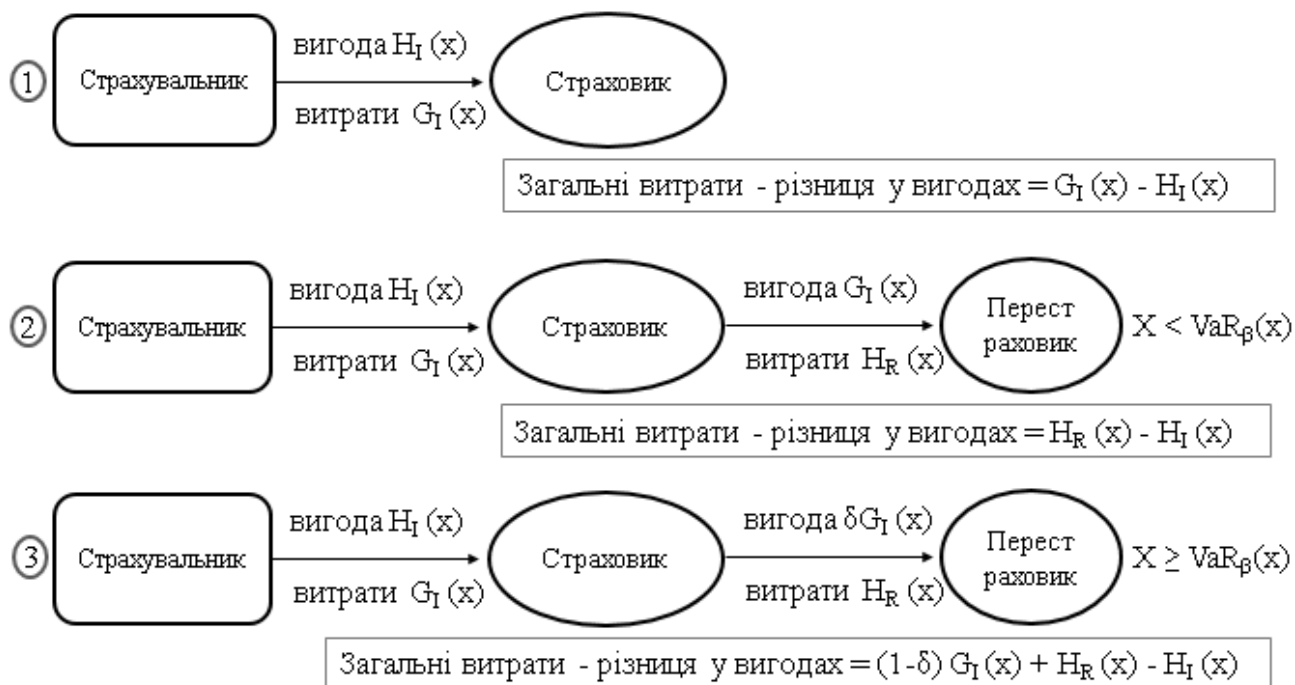 1
Страхувальник
вигода H_I (x)
витрати G_I (x)
Страховик
Загальні витрати - різниця у вигодах = G_I (x) - H_I (x)
2
Страхувальник
вигода H_I (x)
витрати G_I (x)
Страховик
вигода G_I (x)
витрати H_R (x)
Перест
раховик
X < VaR_β(x)
Загальні витрати - різниця у вигодах = H_R (x) - H_I (x)
3
Страхувальник
вигода H_I (x)
витрати G_I (x)
Страховик
вигода δG_I (x)
витрати H_R (x)
Перест
раховик
X ≥ VaR_β(x)
Загальні витрати - різниця у вигодах = (1-δ) G_I (x) + H_R (x) - H_I (x)